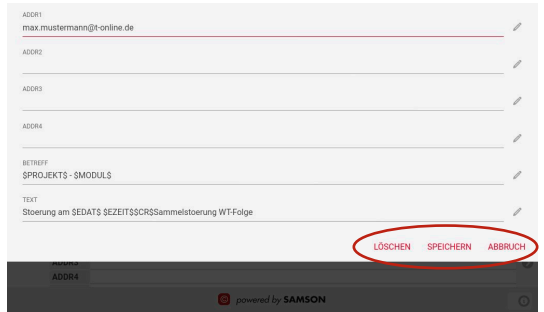 ADDR1
max.mustermann@t-online.de
ADDR2
ADDR3
ADDR4
BETREFF
$PROJEKT$ - $MODUL$
TEXT
Stoerung am $EDAT$ $EZEIT$$CR$Sammelstoerung WT-Folge
LÖSCHEN SPEICHERN ABBRUCH
ADDR3
ADDR4
powered by SAMSON